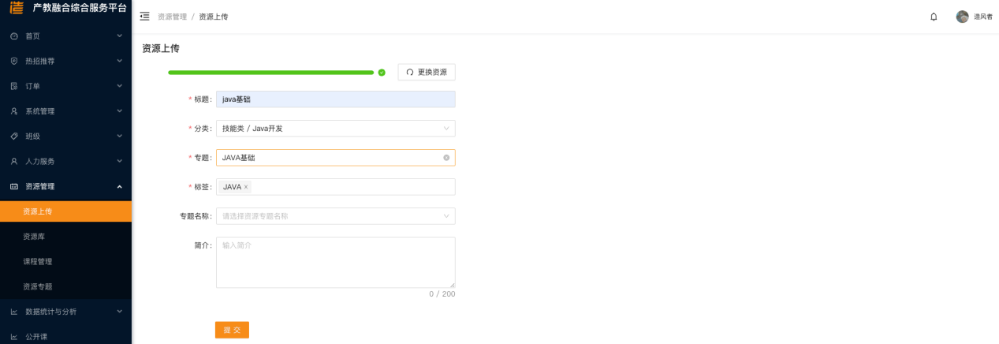 造 产教融合综合服务平台
首页
热招推荐
订单
系统管理
班级
人力服务
资源管理
资源上传
资源库
课程管理
资源专题
数据统计与分析
公开课
资源管理 / 资源上传
造风者
资源上传
更换资源
* 标题: java基础
* 分类: 技能类 / Java开发
* 专题: JAVA基础
* 标签: JAVA ×
专题名称: 请选择资源专题名称
简介: 输入简介
0 / 200
提 交